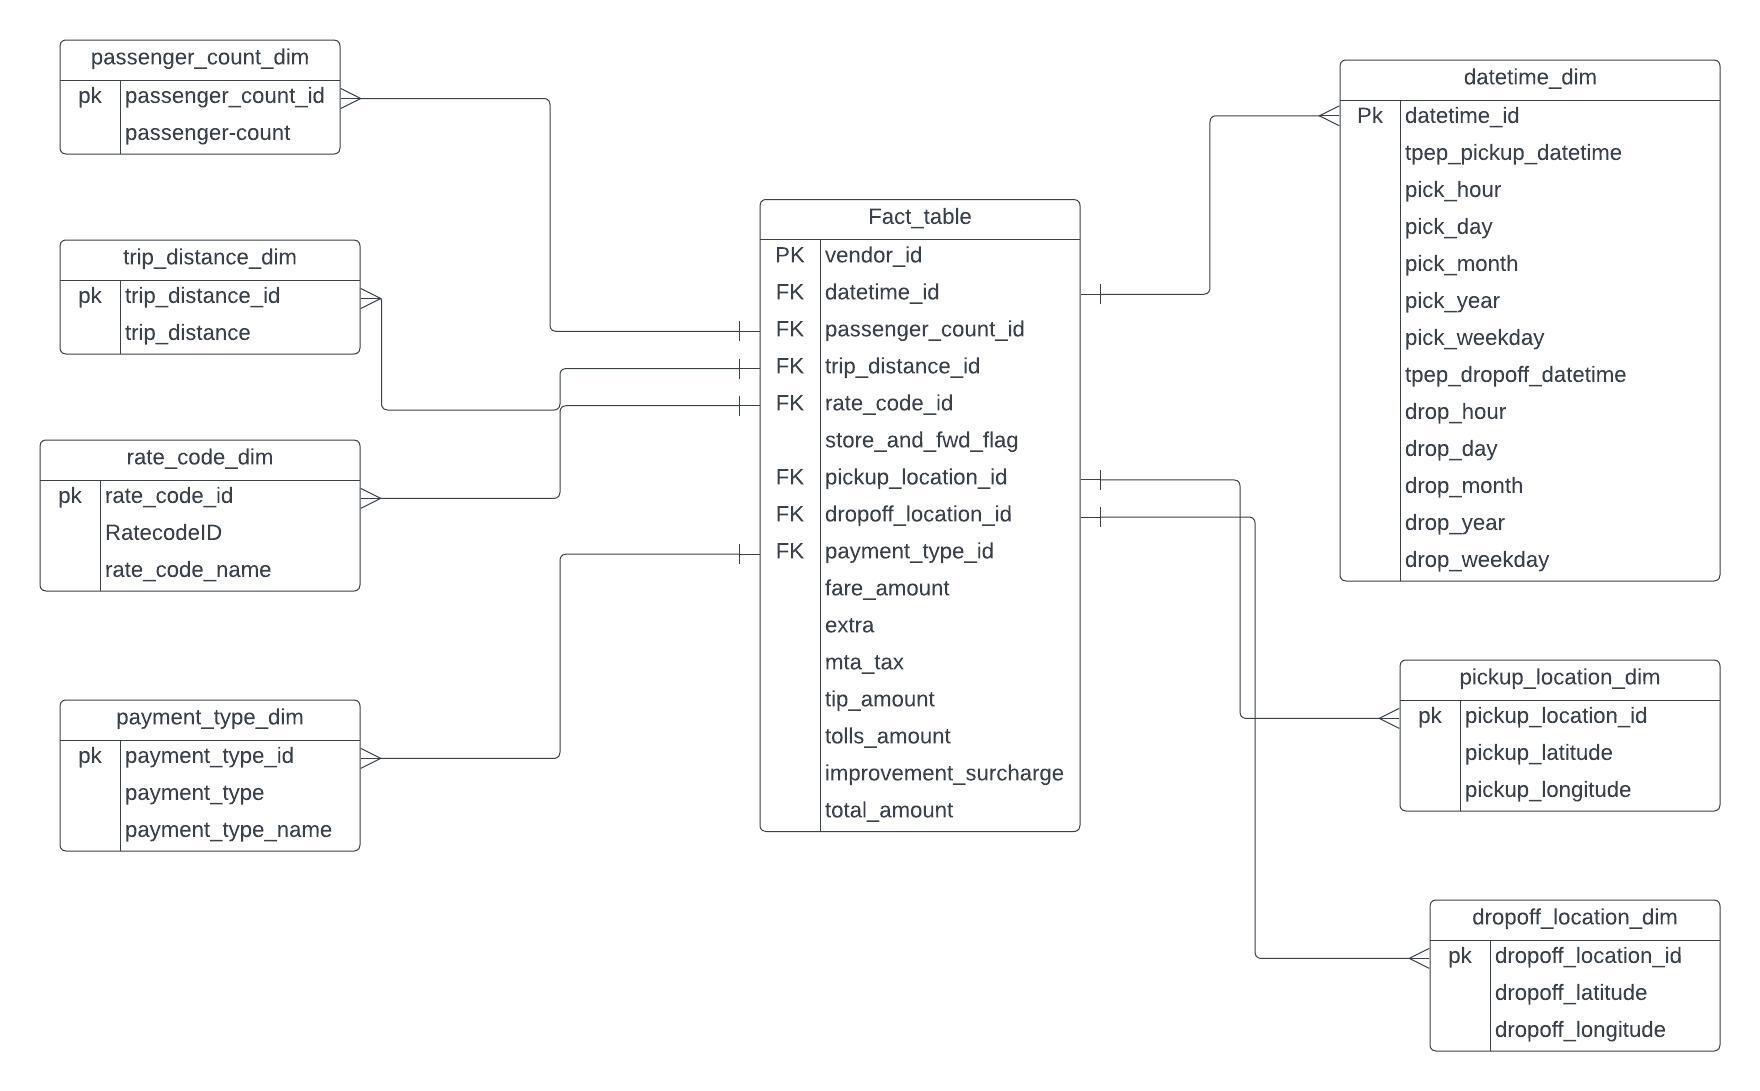 passenger_count_dim
pk passenger_count_id
passenger-count
trip_distance_dim
pk trip_distance_id
trip_distance
rate_code_dim
pk rate_code_id
RatecodeID
rate_code_name
payment_type_dim
pk payment_type_id
payment_type
payment_type_name
Fact_table
PK vendor_id
FK datetime_id
FK passenger_count_id
FK trip_distance_id
FK rate_code_id
store_and_fwd_flag
FK pickup_location_id
FK dropoff_location_id
FK payment_type_id
fare_amount
extra
mta_tax
tip_amount
tolls_amount
improvement_surcharge
total_amount
datetime_dim
Pk datetime_id
tpep_pickup_datetime
pick_hour
pick_day
pick_month
pick_year
pick_weekday
tpep_dropoff_datetime
drop_hour
drop_day
drop_month
drop_year
drop_weekday
pickup_location_dim
pk pickup_location_id
pickup_latitude
pickup_longitude
dropoff_location_dim
pk dropoff_location_id
dropoff_latitude
dropoff_longitude